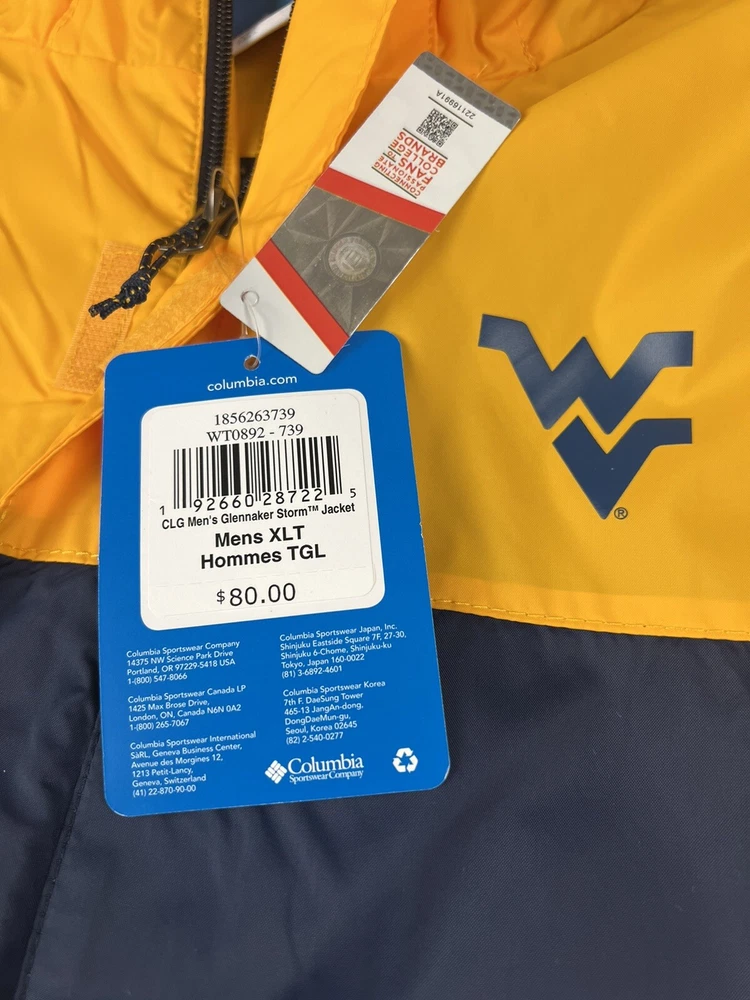 22116991A
CONNECTING
PASSIONATE
FANS TO
COLLEGE
BRANDS
columbia.com
1856263739
WT0892 - 739
1 92660 28722 5
CLG Men's Glennaker Storm™ Jacket
Mens XLT
Hommes TGL
$80.00
Columbia Sportswear Company
14375 NW Science Park Drive
Portland, OR 97229-5418 USA
1-(800) 547-8066
Columbia Sportswear Canada LP
1425 Max Brose Drive,
London, ON, Canada N6N 0A2
1-(800) 265-7067
Columbia Sportswear International
SàRL, Geneva Business Center,
Avenue des Morgines 12,
1213 Petit-Lancy,
Geneva, Switzerland
(41) 22-870-90-00
Columbia Sportswear Japan, Inc.
Shinjuku Eastside Square 7F, 27-30,
Shinjuku 6-Chome, Shinjuku-ku
Tokyo, Japan 160-0022
(81) 3-6892-4601
Columbia Sportswear Korea
7th F. DaeSung Tower
465-13 JangAn-dong,
DongDaeMun-gu,
Seoul, Korea 02645
(82) 2-540-0277
Columbia
Sportswear Company
WV®